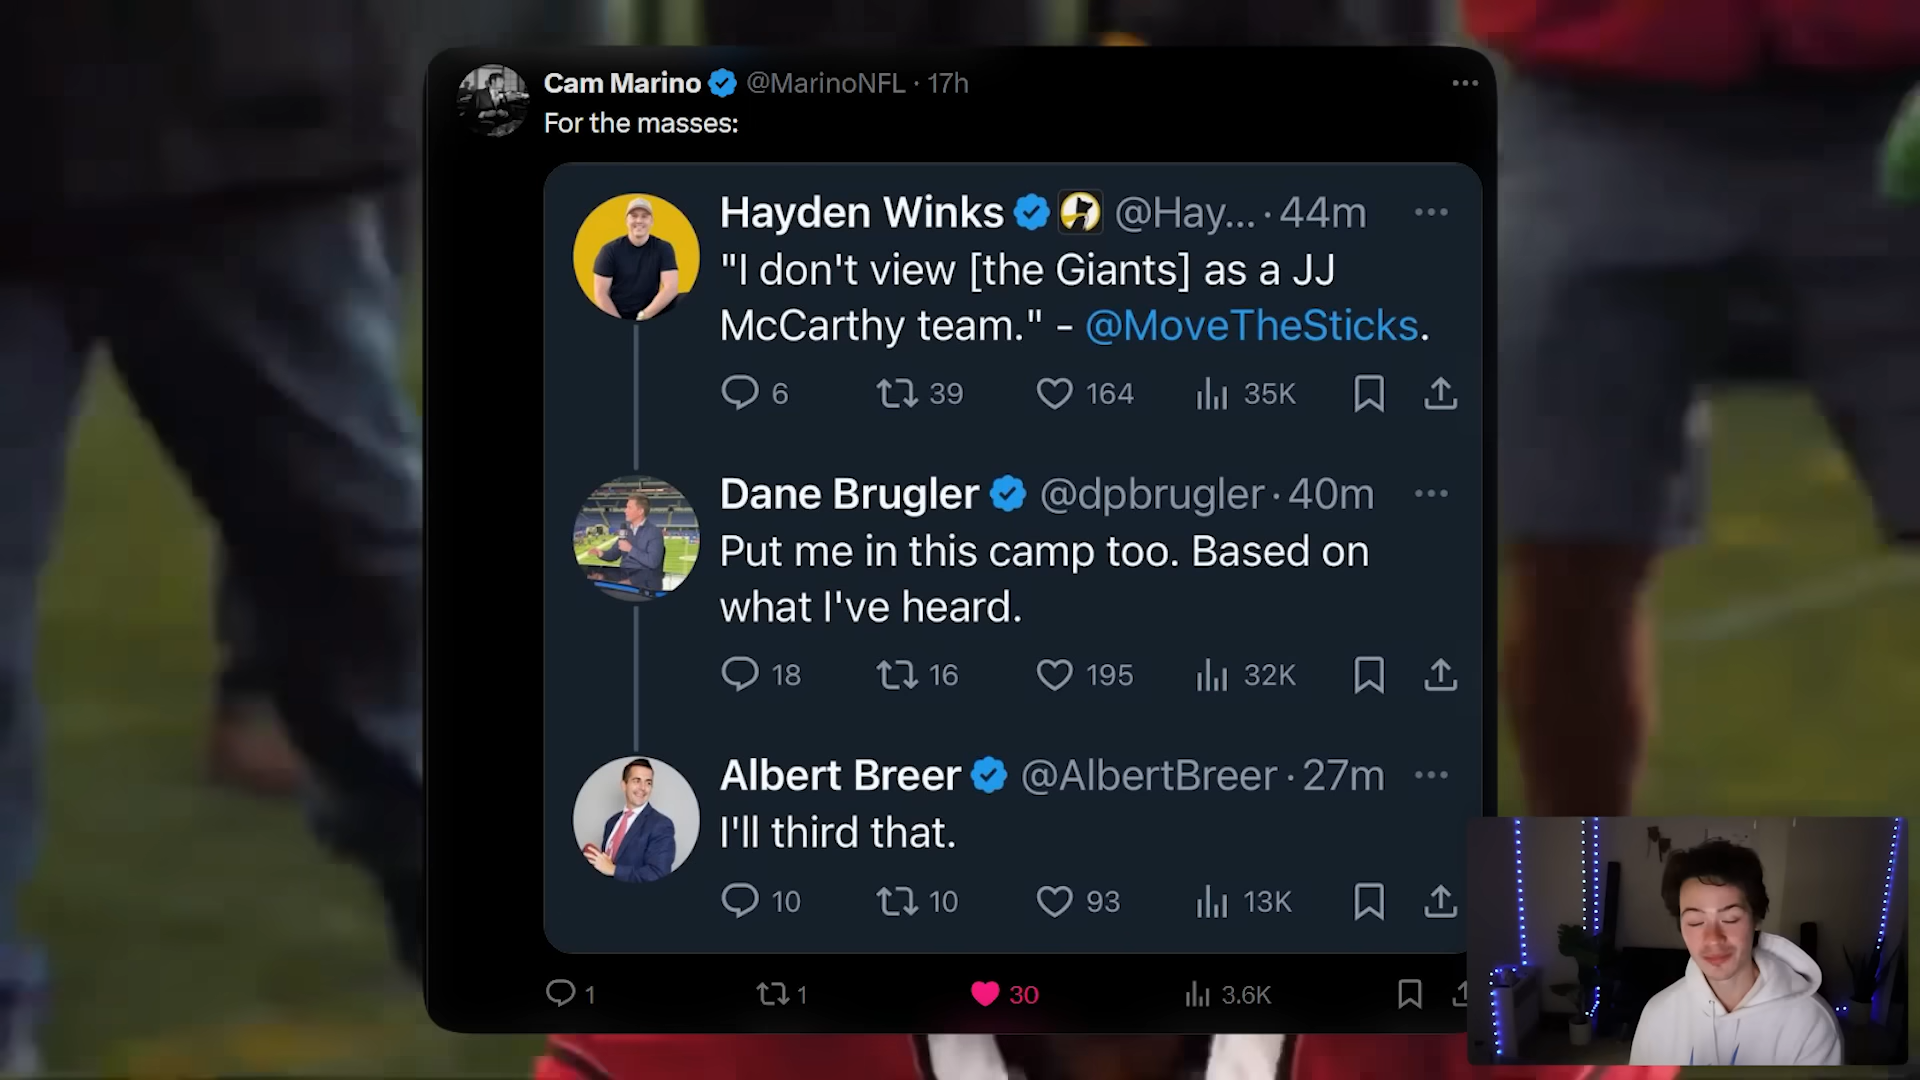 Cam Marino @MarinoNFL · 17h
For the masses:
Hayden Winks @Hay... · 44m
"I don't view [the Giants] as a JJ
McCarthy team." - @MoveTheSticks.
6 39 164 35K
Dane Brugler @dpbrugler · 40m
Put me in this camp too. Based on
what I've heard.
18 16 195 32K
Albert Breer @AlbertBreer · 27m
I'll third that.
10 10 93 13K
1 1 30 3.6K